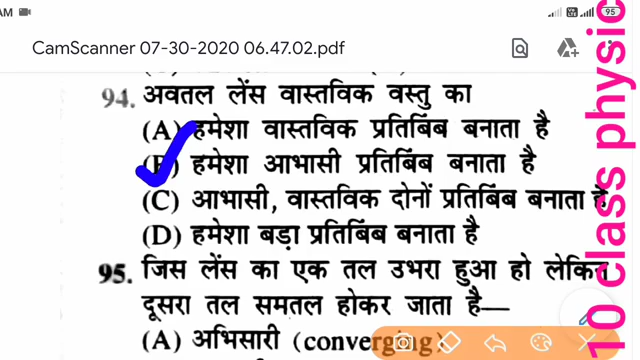 AM
95
CamScanner 07-30-2020 06.47.02.pdf
94. अवतल लेंस वास्तविक वस्तु का
(A) हमेशा वास्तविक प्रतिबिंब बनाता है
हमेशा आभासी प्रतिबिंब बनाता है
(C) आभासी, वास्तविक दोनों प्रतिबिंब बनाता है
(D) हमेशा बड़ा प्रतिबिंब बनाता है
95. जिस लेंस का एक तल उभरा हुआ हो लेकिन
दूसरा तल समतल होकर जाता है—
(A) अभिसारी (converging)
10 class physic